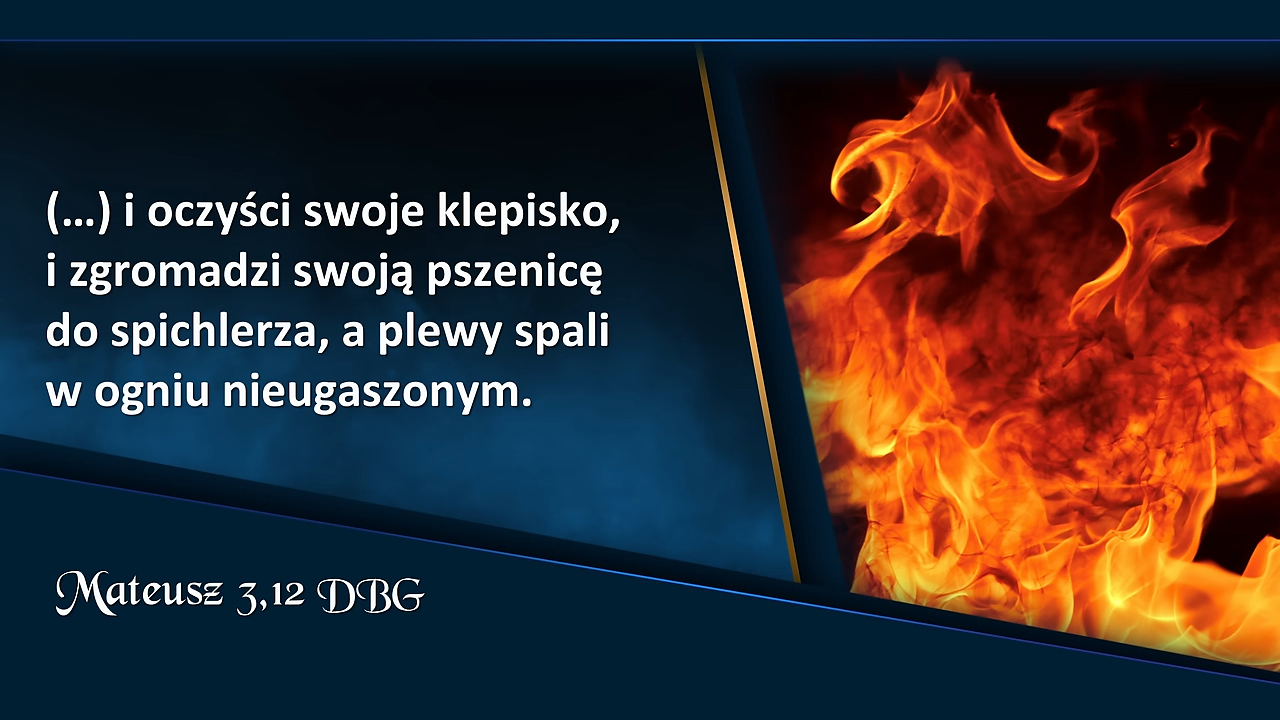 (…) i oczyści swoje klepisko,
i zgromadzi swoją pszenicę
do spichlerza, a plewy spali
w ogniu nieugaszonym.
Mateusz 3,12 DBG